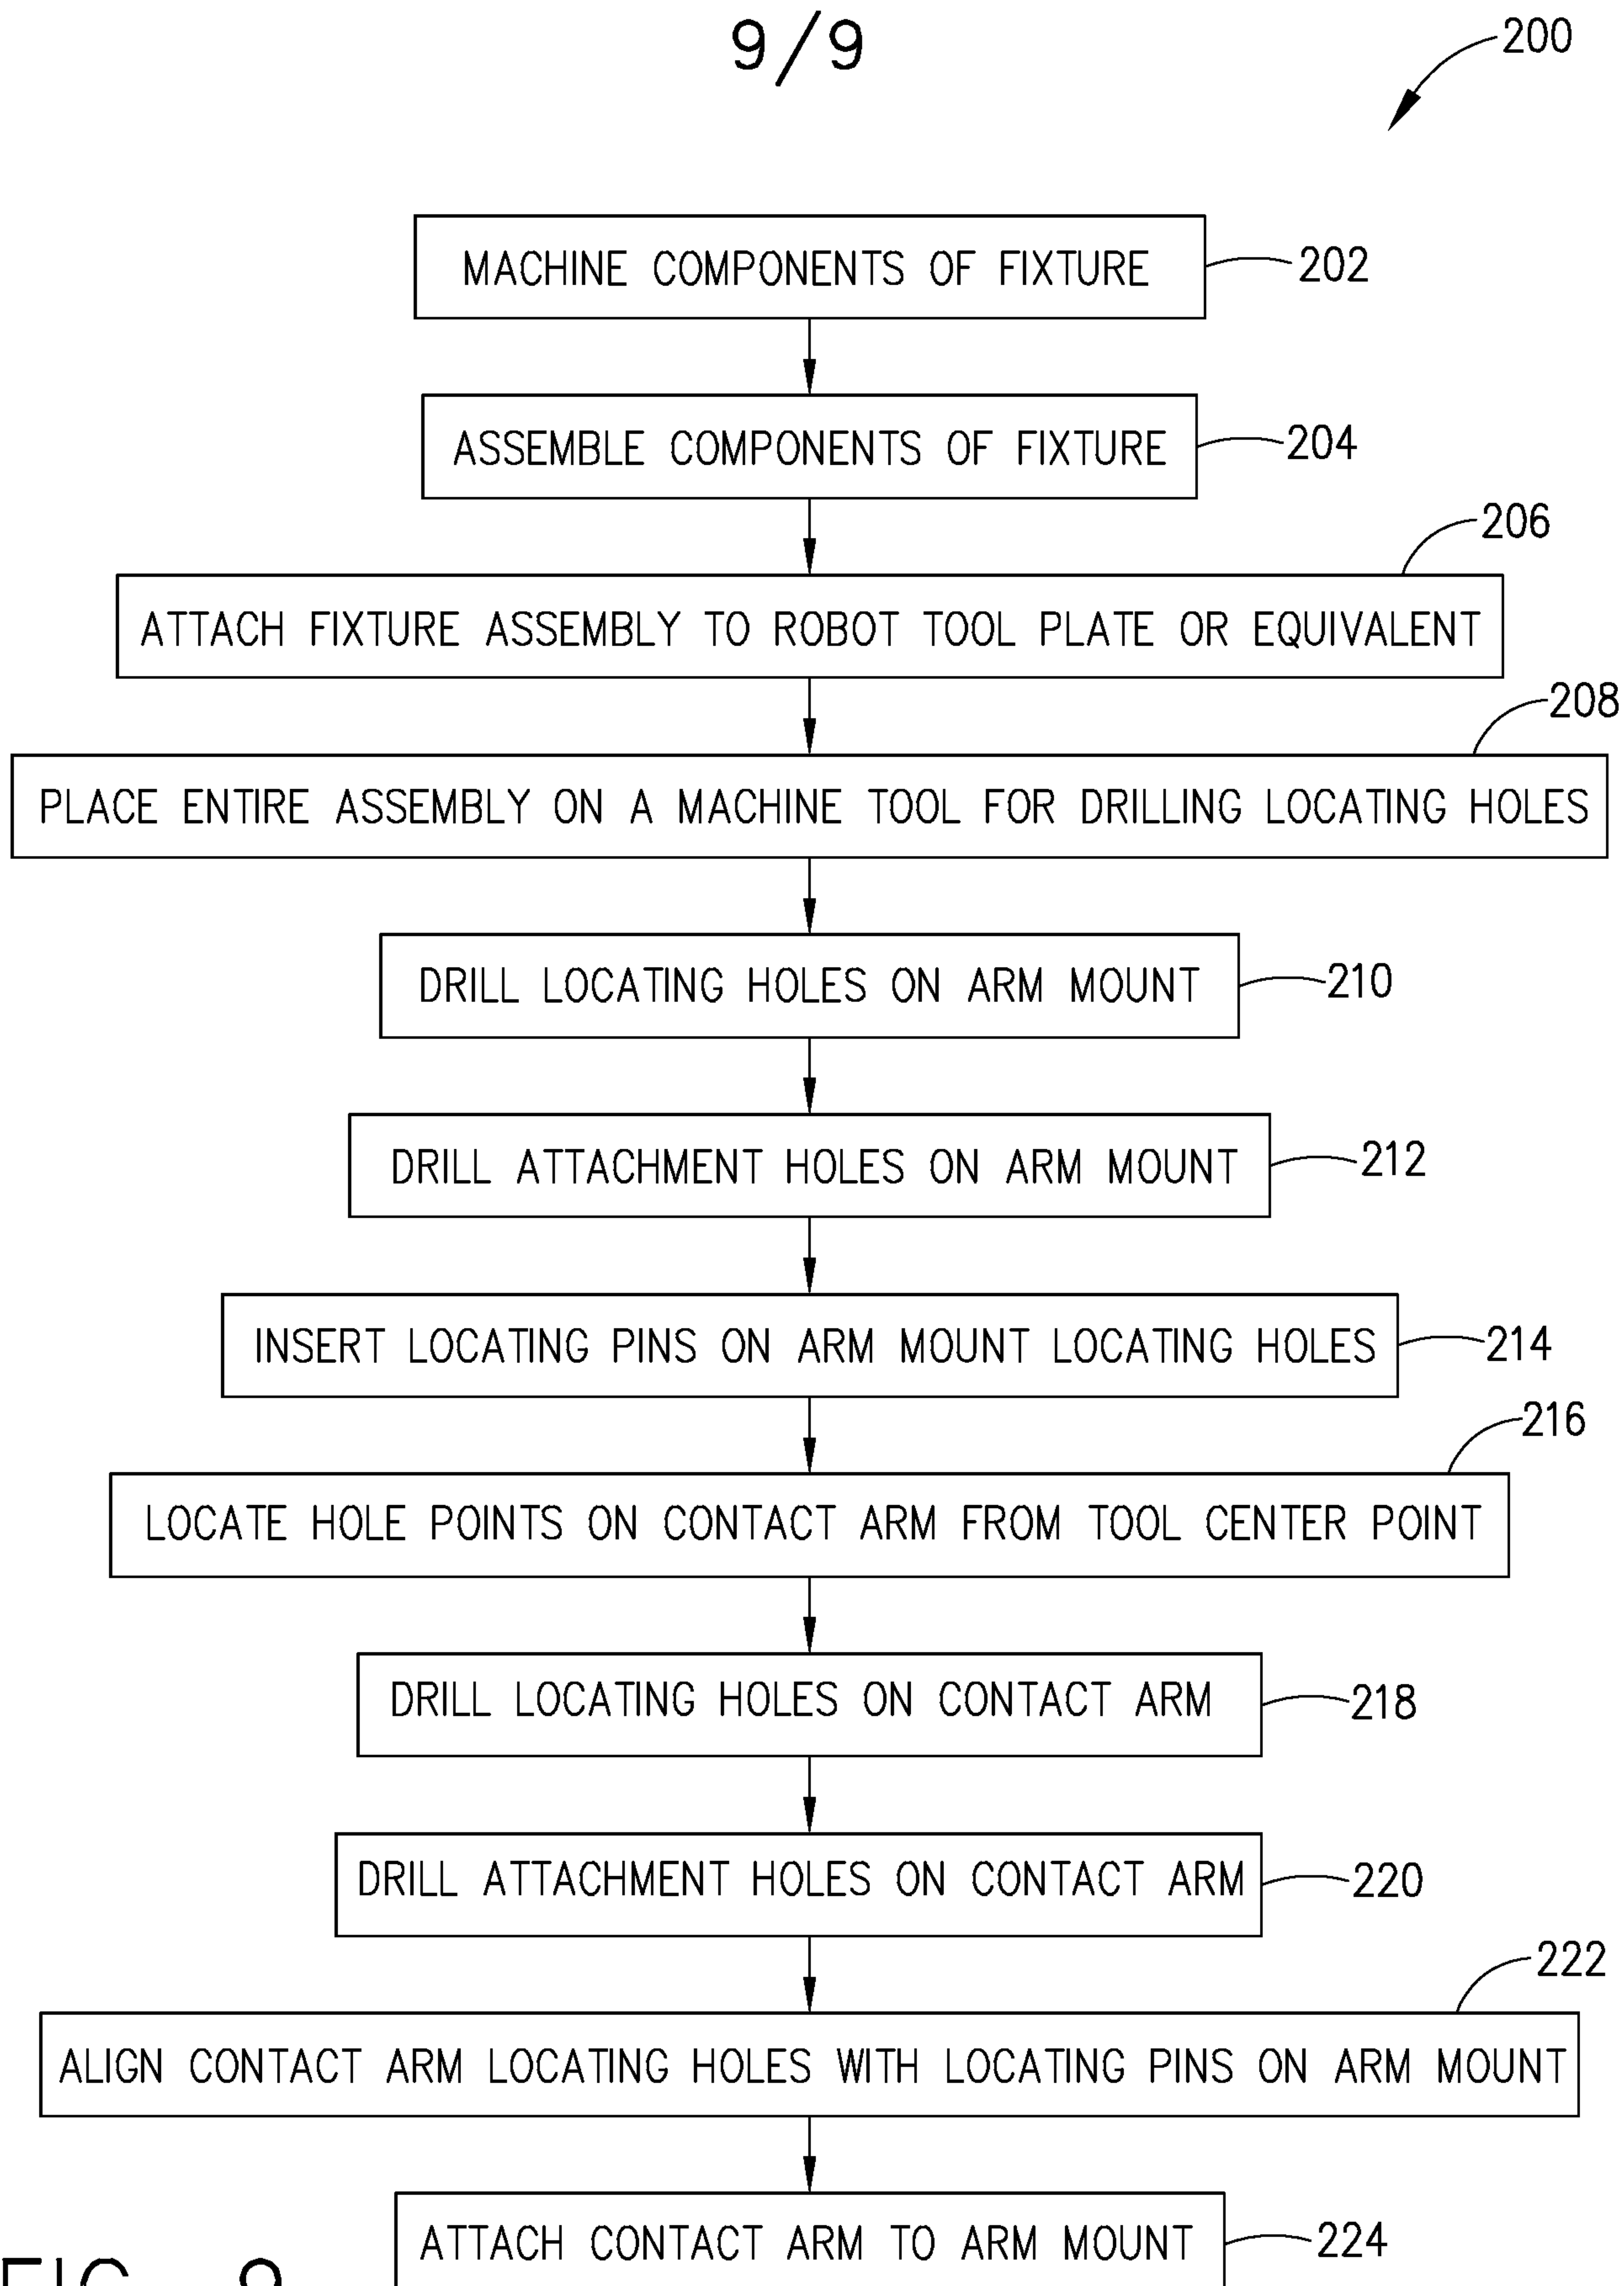 9/9
200
MACHINE COMPONENTS OF FIXTURE
202
ASSEMBLE COMPONENTS OF FIXTURE
204
206
ATTACH FIXTURE ASSEMBLY TO ROBOT TOOL PLATE OR EQUIVALENT
208
PLACE ENTIRE ASSEMBLY ON A MACHINE TOOL FOR DRILLING LOCATING HOLES
DRILL LOCATING HOLES ON ARM MOUNT
210
DRILL ATTACHMENT HOLES ON ARM MOUNT
212
INSERT LOCATING PINS ON ARM MOUNT LOCATING HOLES
214
216
LOCATE HOLE POINTS ON CONTACT ARM FROM TOOL CENTER POINT
DRILL LOCATING HOLES ON CONTACT ARM
218
DRILL ATTACHMENT HOLES ON CONTACT ARM
220
222
ALIGN CONTACT ARM LOCATING HOLES WITH LOCATING PINS ON ARM MOUNT
ATTACH CONTACT ARM TO ARM MOUNT
224
FIG.